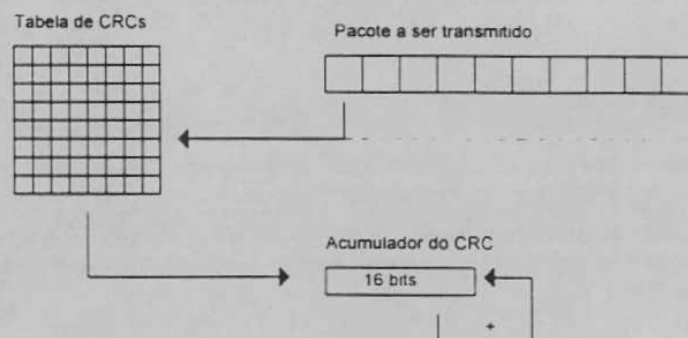 Tabela de CRCs
Pacote a ser transmitido
Acumulador do CRC
16 bits
+